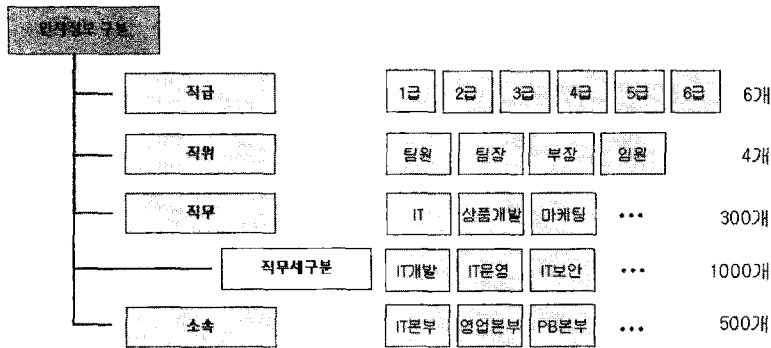 인사정보 구분
직급 1급 2급 3급 4급 5급 6급 6개
직위 팀원 팀장 부장 임원 4개
직무 IT 상품개발 마케팅 ••• 300개
직무세구분 IT개발 IT운영 IT보안 ••• 1000개
소속 IT본부 영업본부 PB본부 ••• 500개